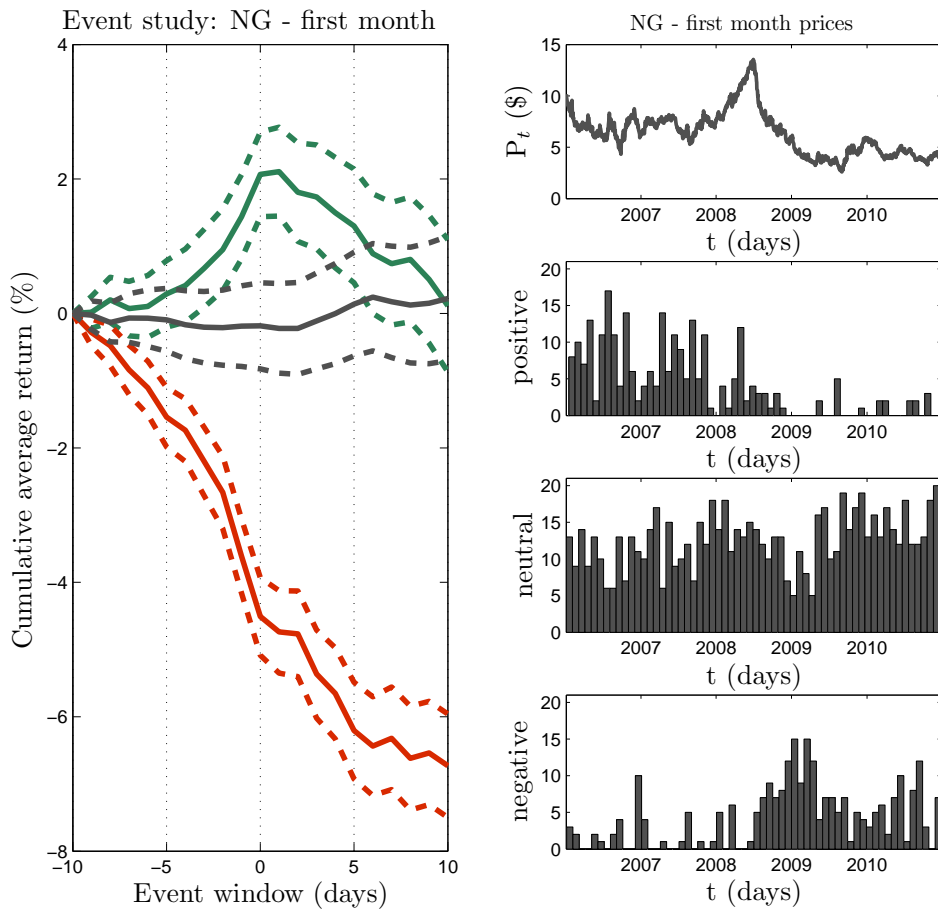 Event study: NG - first month
4
2
0
−2
−4
−6
−8
Cumulative average return (%)
−10
−5
0
5
10
Event window (days)
NG - first month prices
15
10
5
0
P_t ($)
2007 2008 2009 2010
t (days)
20
15
10
5
0
positive
2007 2008 2009 2010
t (days)
20
15
10
5
0
neutral
2007 2008 2009 2010
t (days)
20
15
10
5
0
negative
2007 2008 2009 2010
t (days)